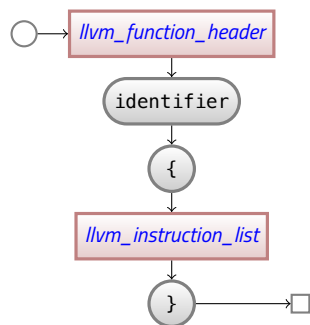 llvm_function_header
identifier
{
llvm_instruction_list
}